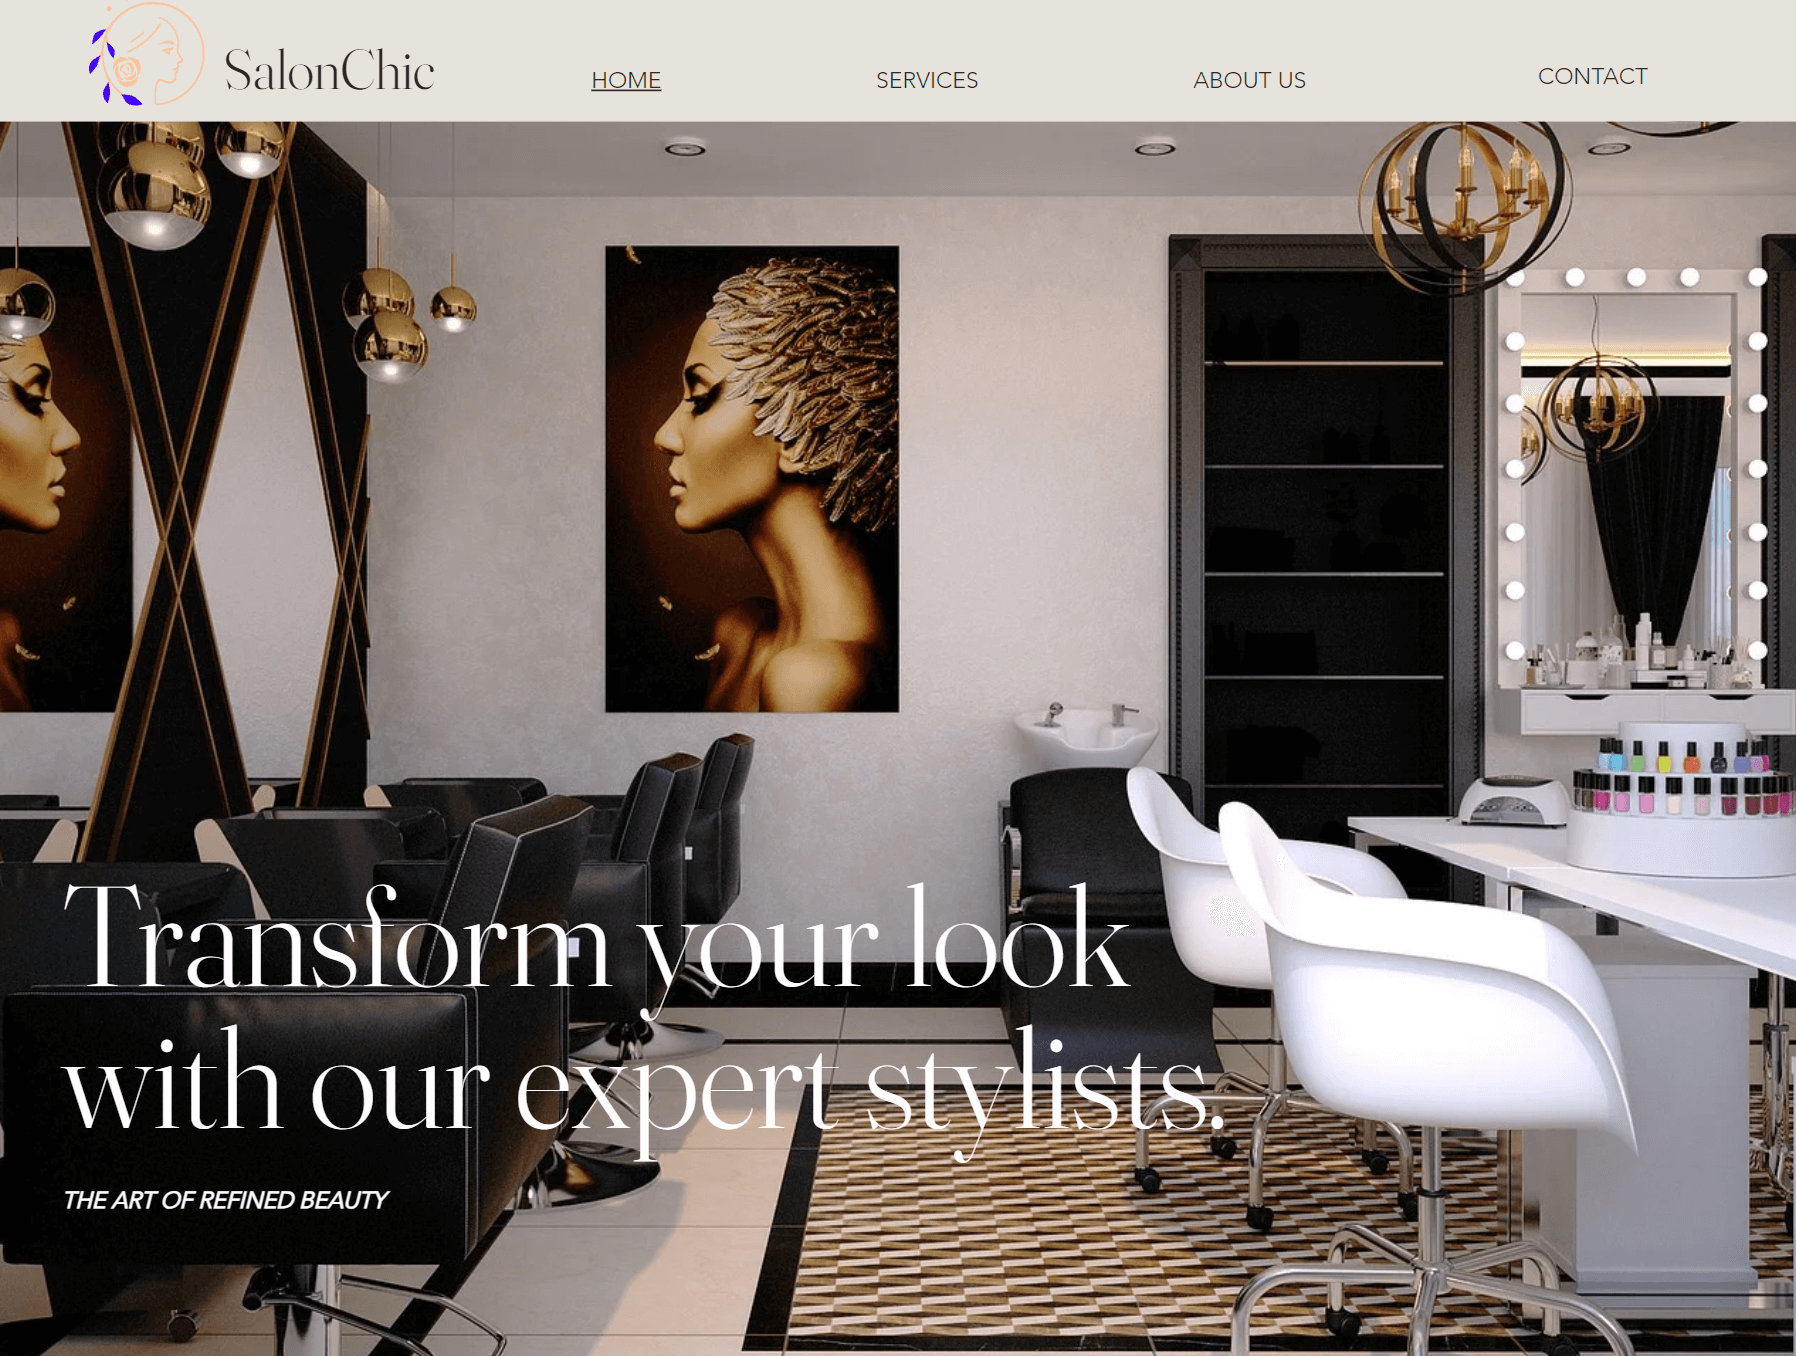 SalonChic
HOME
SERVICES
ABOUT US
CONTACT
Transform your look
with our expert stylists.
THE ART OF REFINED BEAUTY